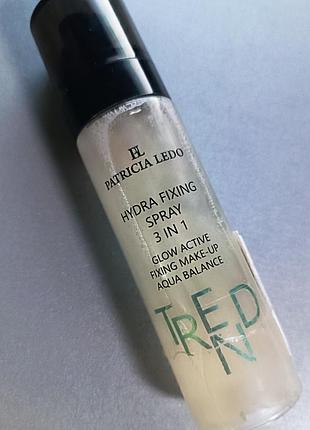 PL
PATRICIA LEDO
HYDRA FIXING
SPRAY
3 IN 1
GLOW ACTIVE
FIXING MAKE-UP
AQUA BALANCE
TREND